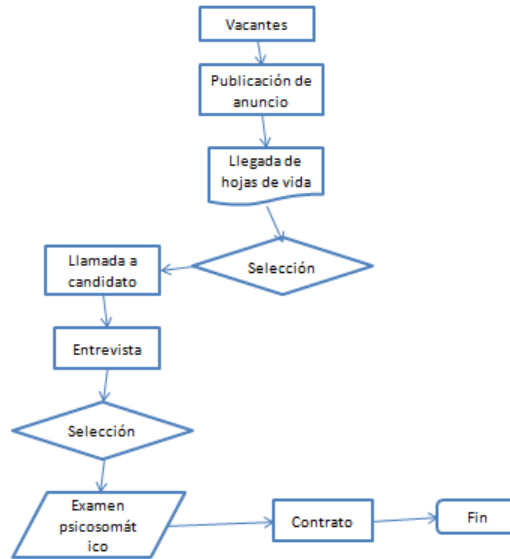 Vacantes
Publicación de
anuncio
Llegada de
hojas de vida
Selección
Llamada a
candidato
Entrevista
Selección
Examen
psicosomát
ico
Contrato
Fin